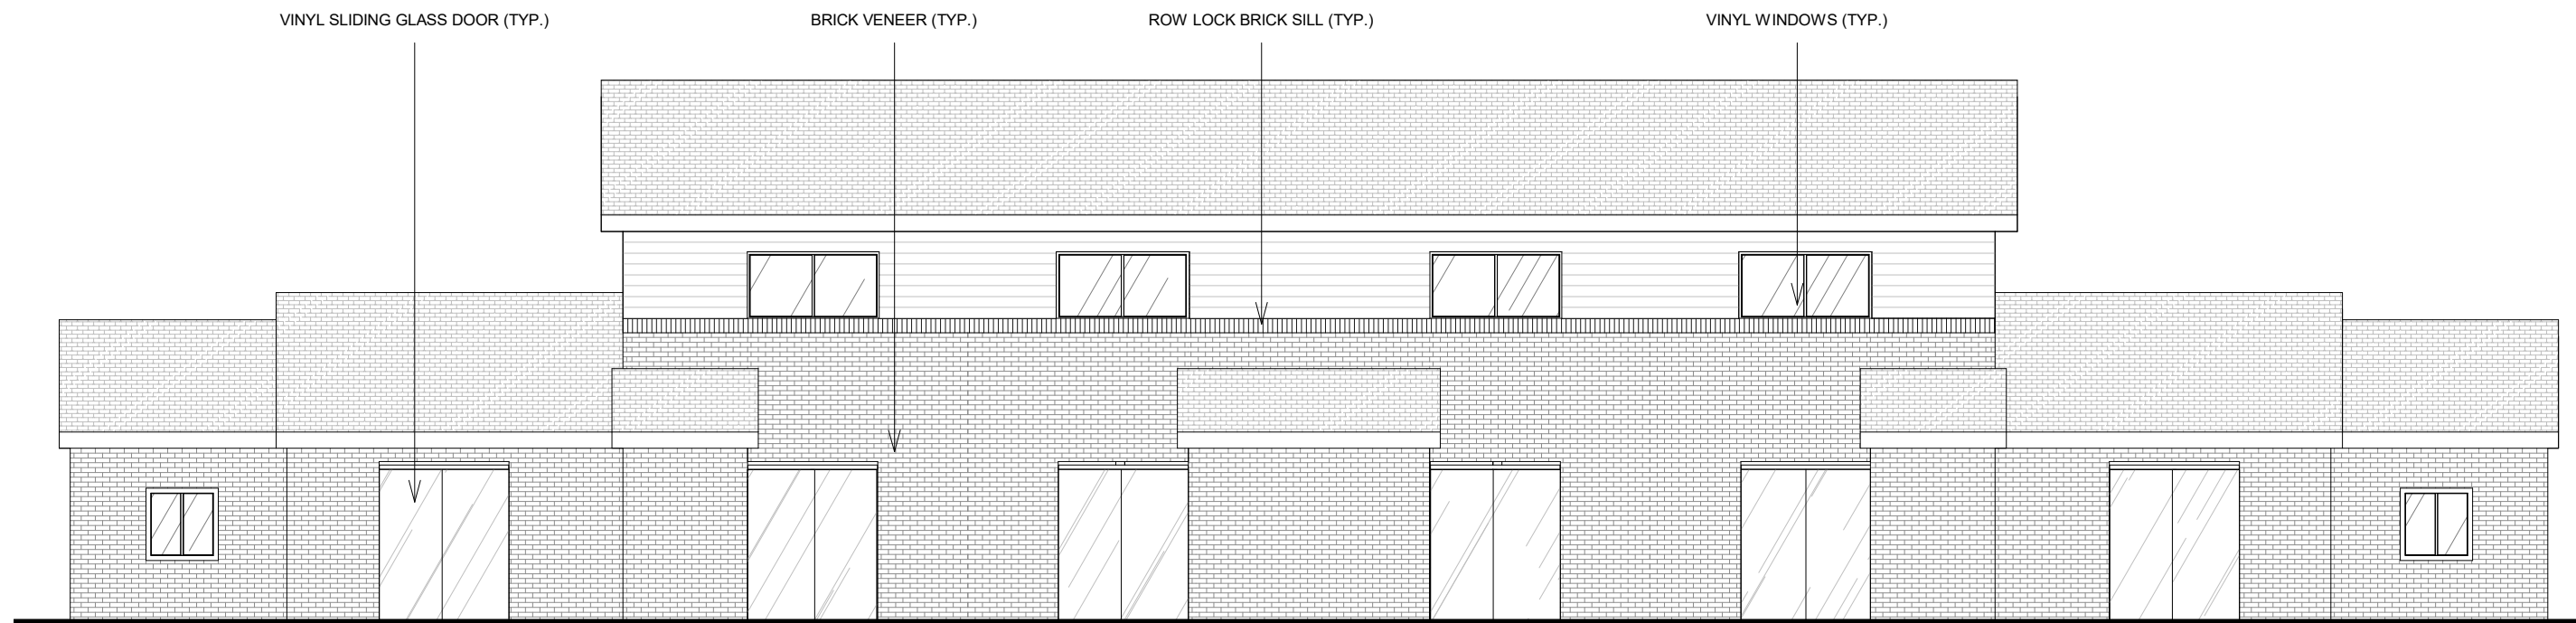 VINYL SLIDING GLASS DOOR (TYP.)
BRICK VENEER (TYP.)
ROW LOCK BRICK SILL (TYP.)
VINYL WINDOWS (TYP.)